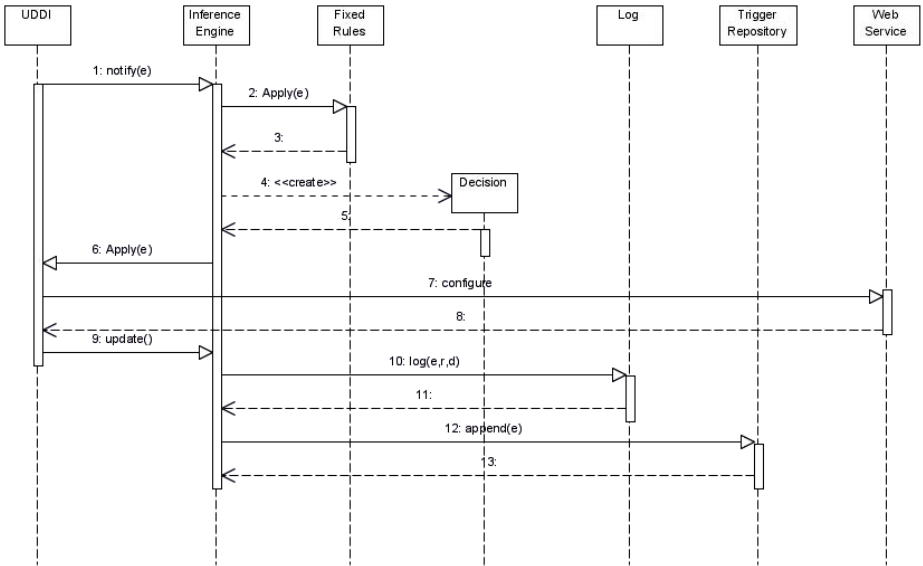 UDDI
Inference
Engine
Fixed
Rules
Log
Trigger
Repository
Web
Service
1: notify(e)
2: Apply(e)
3:
4: <<create>>
Decision
5:
6: Apply(e)
7: configure
8:
9: update()
10: log(e,r,d)
11:
12: append(e)
13: